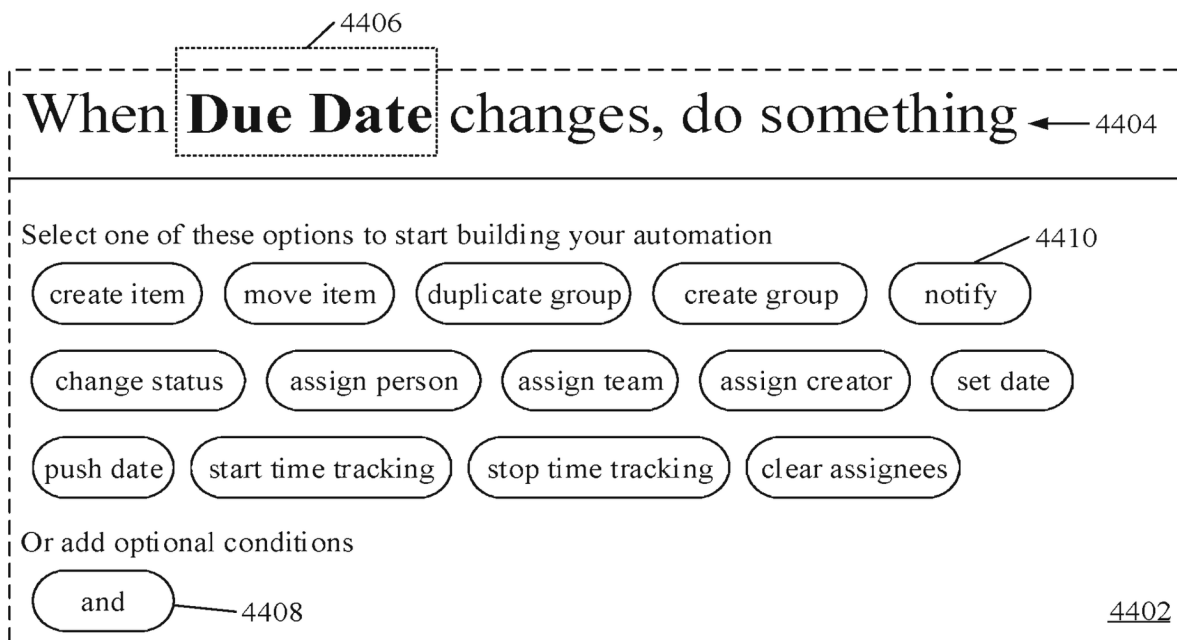 4406
When Due Date changes, do something 4404
Select one of these options to start building your automation
4410
create item move item duplicate group create group notify
change status assign person assign team assign creator set date
push date start time tracking stop time tracking clear assignees
Or add optional conditions
and 4408 4402